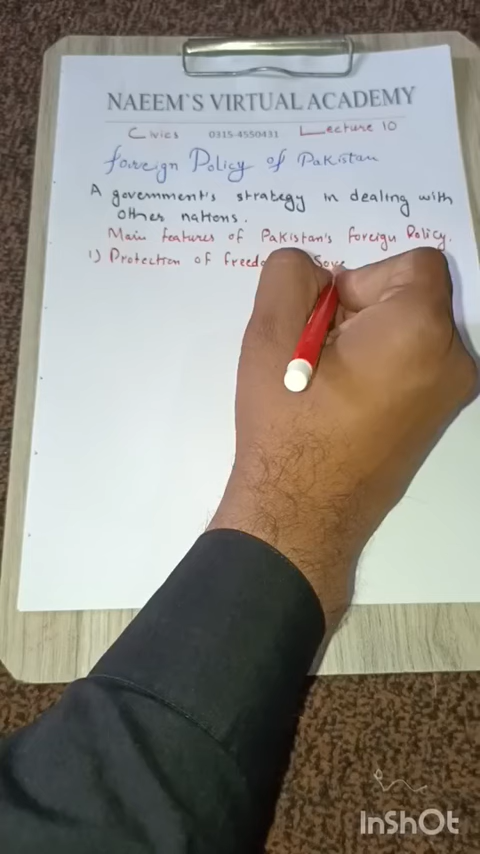 NAEEM`S VIRTUAL ACADEMY
Civics 0315-4550431 Lecture 10
Foreign Policy of Pakistan
A government's strategy in dealing with
other nations.
Main features of Pakistan's foreign Policy.
1) Protection of
InShOt